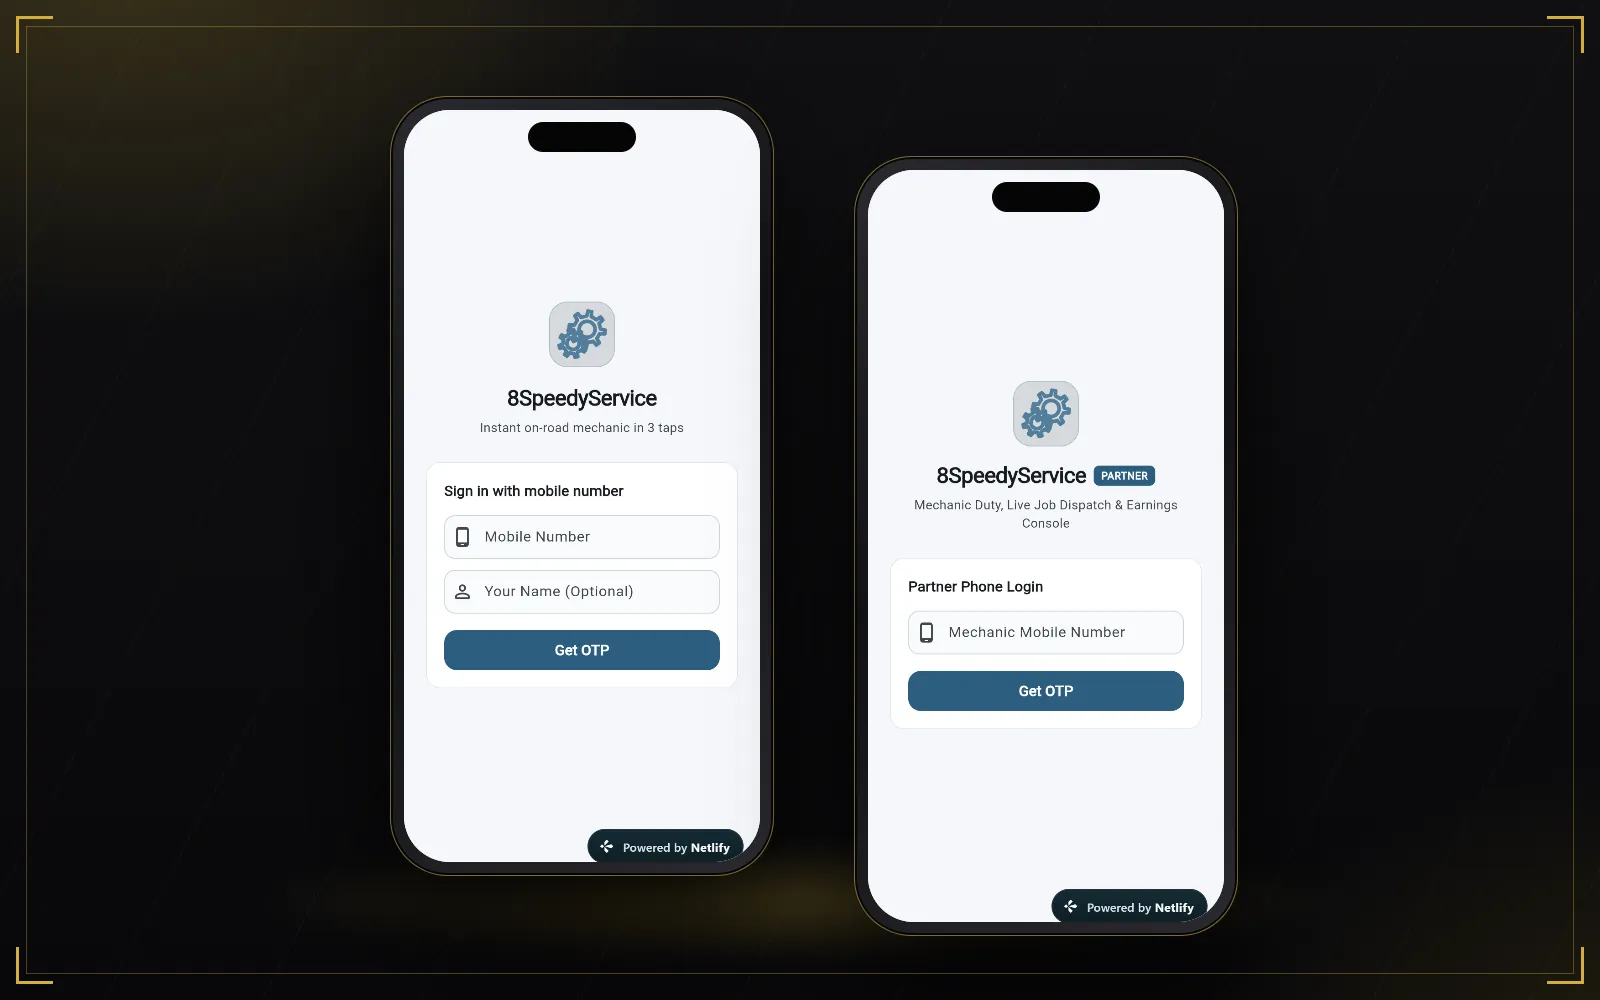 8SpeedyService
Instant on-road mechanic in 3 taps
Sign in with mobile number
Mobile Number
Your Name (Optional)
Get OTP
Powered by Netlify
8SpeedyService PARTNER
Mechanic Duty, Live Job Dispatch & Earnings
Console
Partner Phone Login
Mechanic Mobile Number
Get OTP
Powered by Netlify